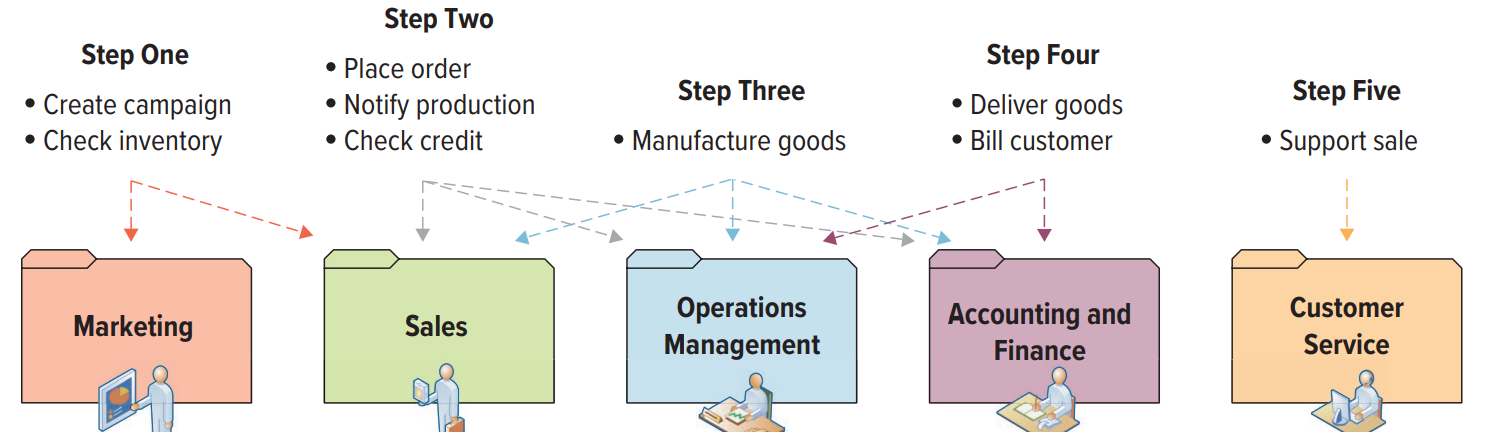 Step One
• Create campaign
• Check inventory
Step Two
• Place order
• Notify production
• Check credit
Step Three
• Manufacture goods
Step Four
• Deliver goods
• Bill customer
Step Five
• Support sale
Marketing
Sales
Operations
Management
Accounting and
Finance
Customer
Service